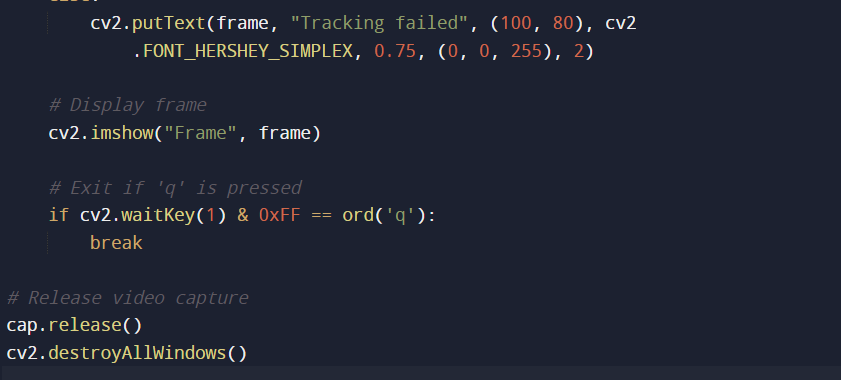 cv2.putText(frame, "Tracking failed", (100, 80), cv2
.FONT_HERSHEY_SIMPLEX, 0.75, (0, 0, 255), 2)
# Display frame
cv2.imshow("Frame", frame)
# Exit if 'q' is pressed
if cv2.waitKey(1) & 0xFF == ord('q'):
break
# Release video capture
cap.release()
cv2.destroyAllWindows()